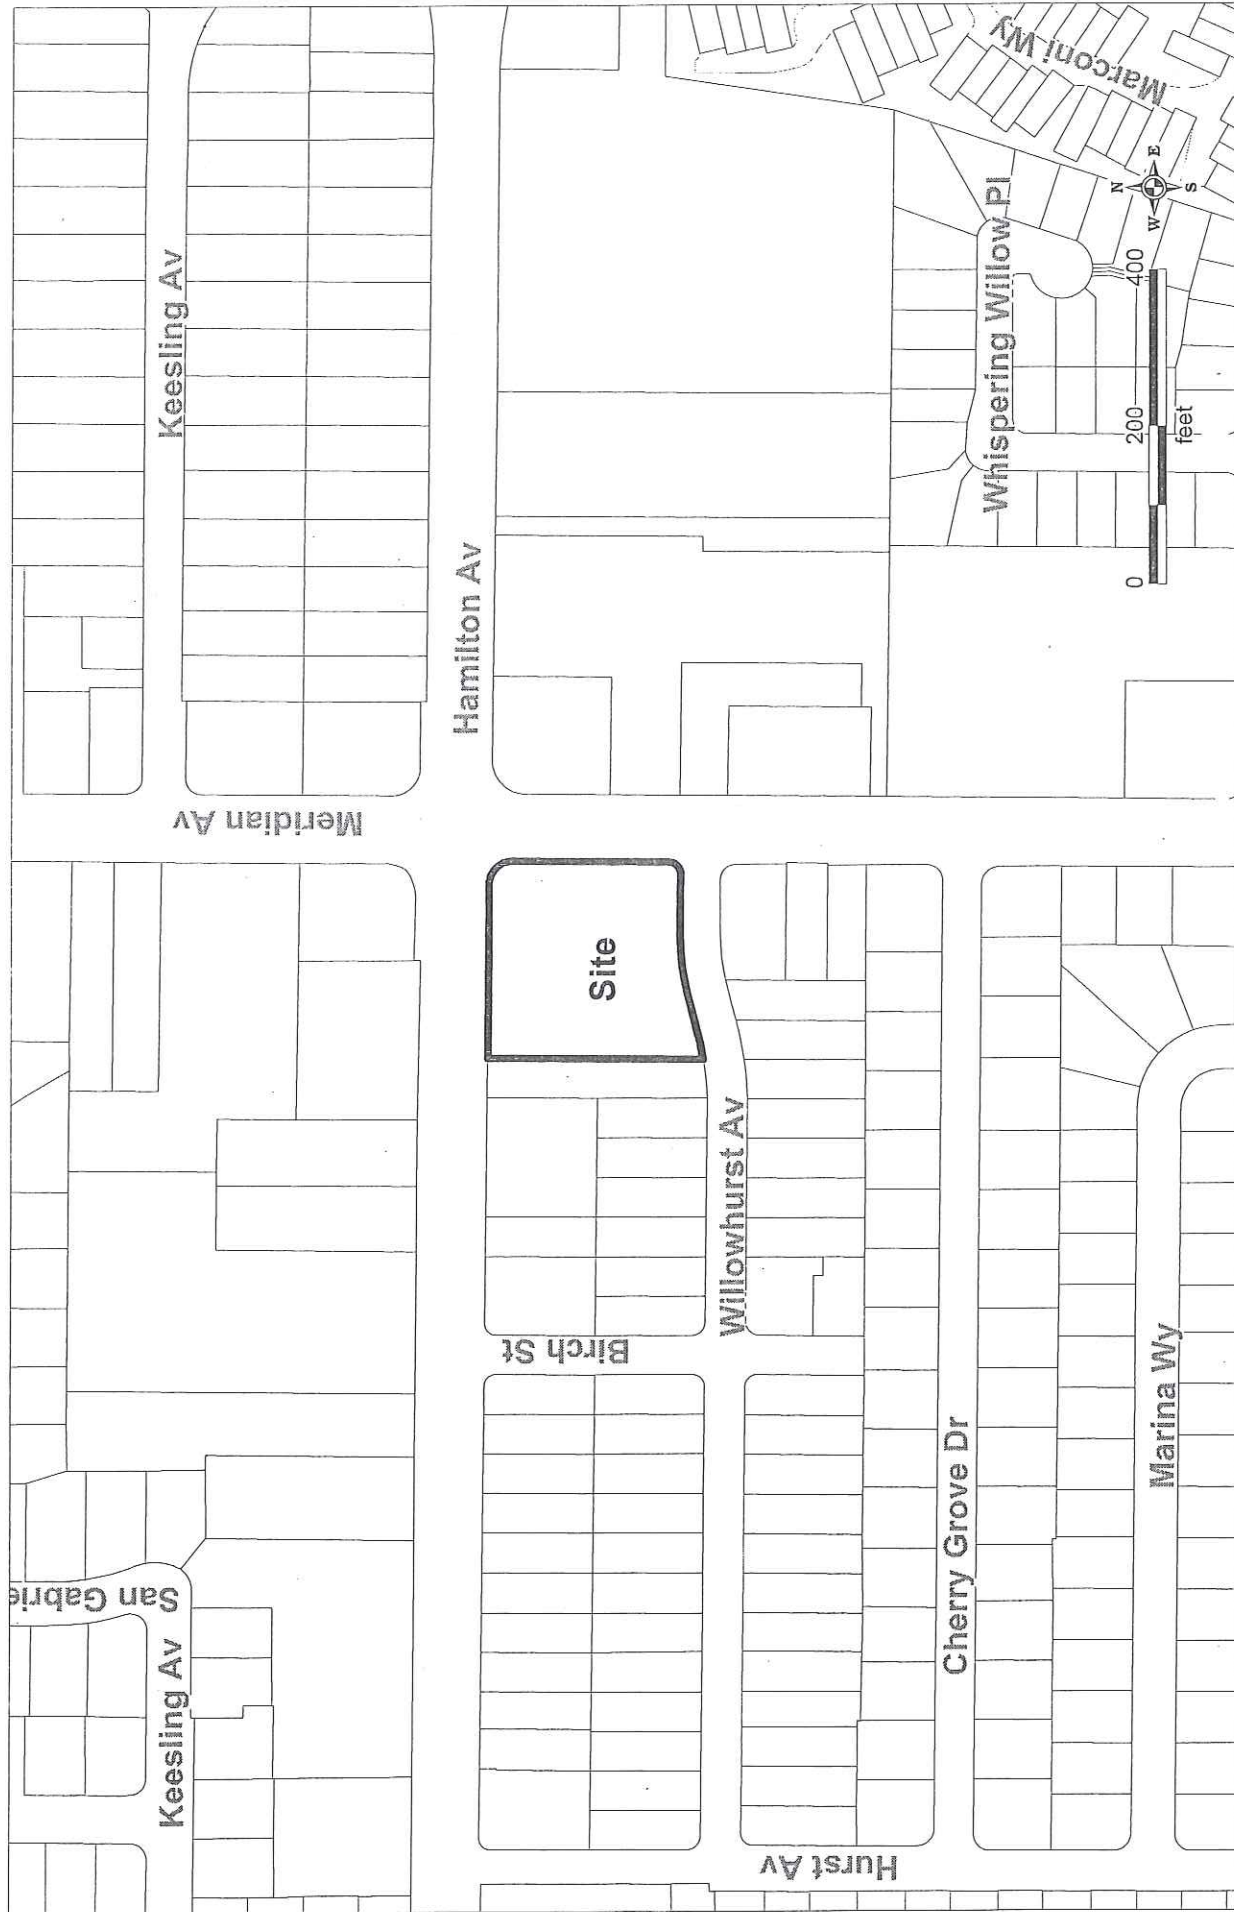 Keesling Av
Marconi Wy
Hamilton Av
Whispering Willow Pl
N
E
S
W
0
200
400
feet
Meridian Av
Site
Willowhurst Av
Birch St
Cherry Grove Dr
Marina Wy
San Gabrie
Keesling Av
Hurst Av